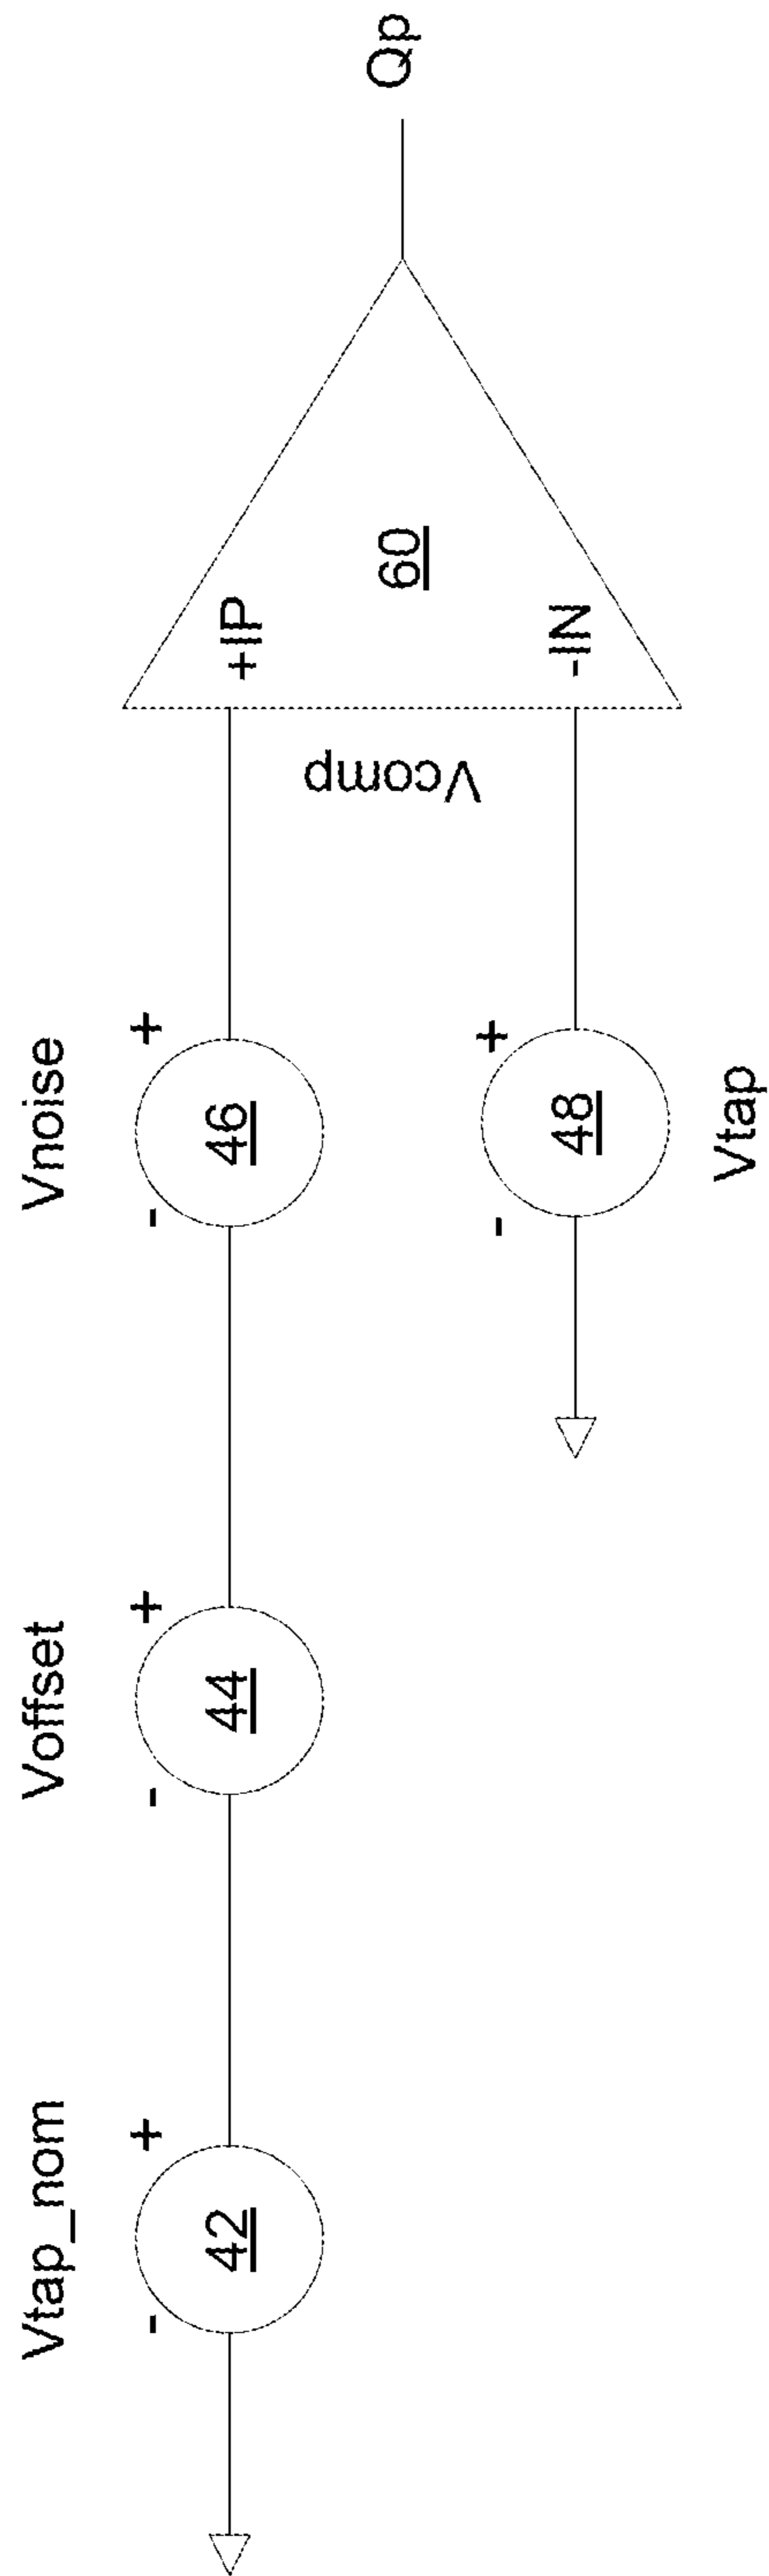 Vtap_nom
Voffset
Vnoise
- +
- +
- +
42
44
46
+IP
Vcomp
60
Qp
-IN
- +
48
Vtap